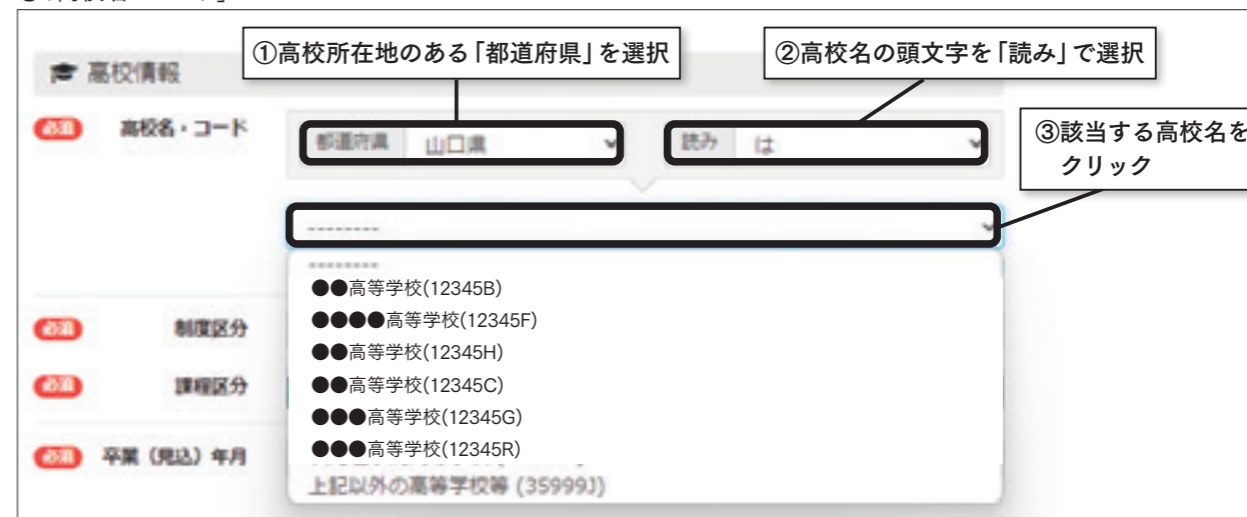 ①高校所在地のある「都道府県」を選択
②高校名の頭文字を「読み」で選択
高校情報
必須 高校名・コード
都道府県 山口県
読み は
③該当する高校名を
クリック
--------
--------
●●高等学校(12345B)
●●●●高等学校(12345F)
●●高等学校(12345H)
●●高等学校(12345C)
●●●高等学校(12345G)
●●●高等学校(12345R)
上記以外の高等学校等 (35999J)
必須 制度区分
必須 課程区分
必須 卒業（見込）年月